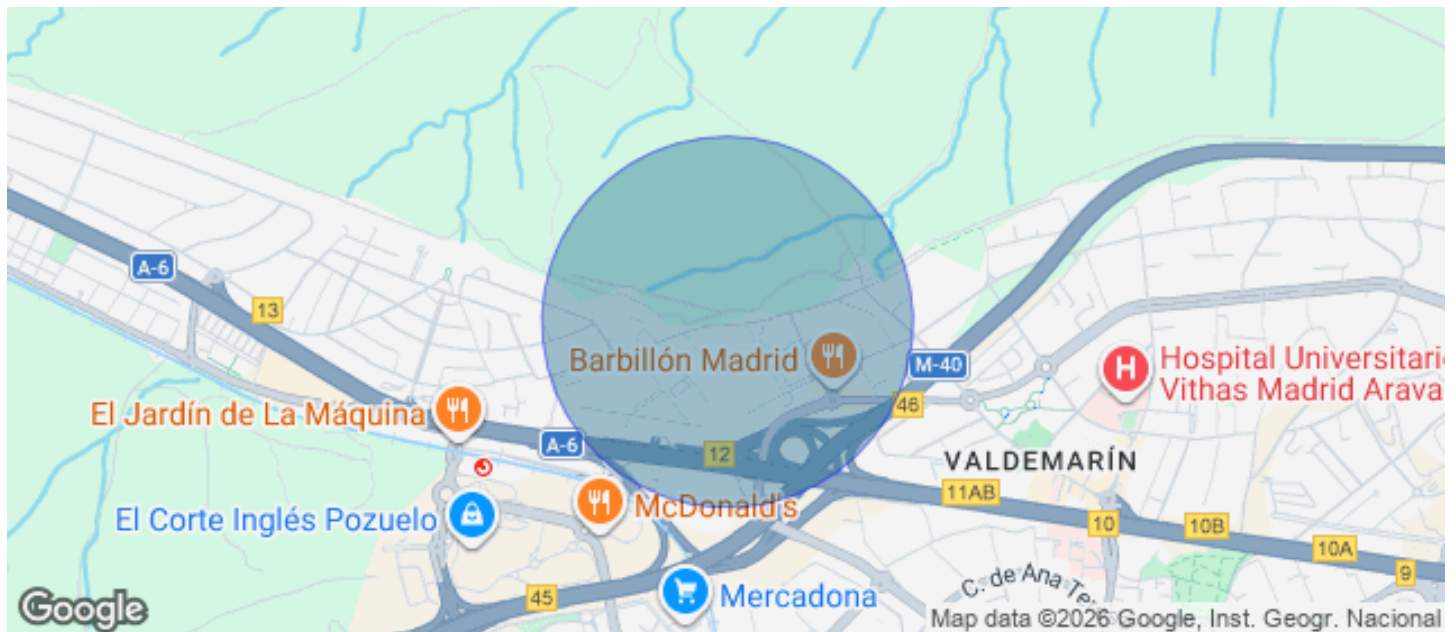 A-6
13
Barbillón Madrid
M-40
Hospital Universitario
Vithas Madrid Arava
El Jardín de La Máquina
46
A-6
12
VALDEMARÍN
11AB
McDonald's
El Corte Inglés Pozuelo
10
10B
10A
9
45
Mercadona
C. de Ana Te
Google
Map data ©2026 Google, Inst. Geogr. Nacional